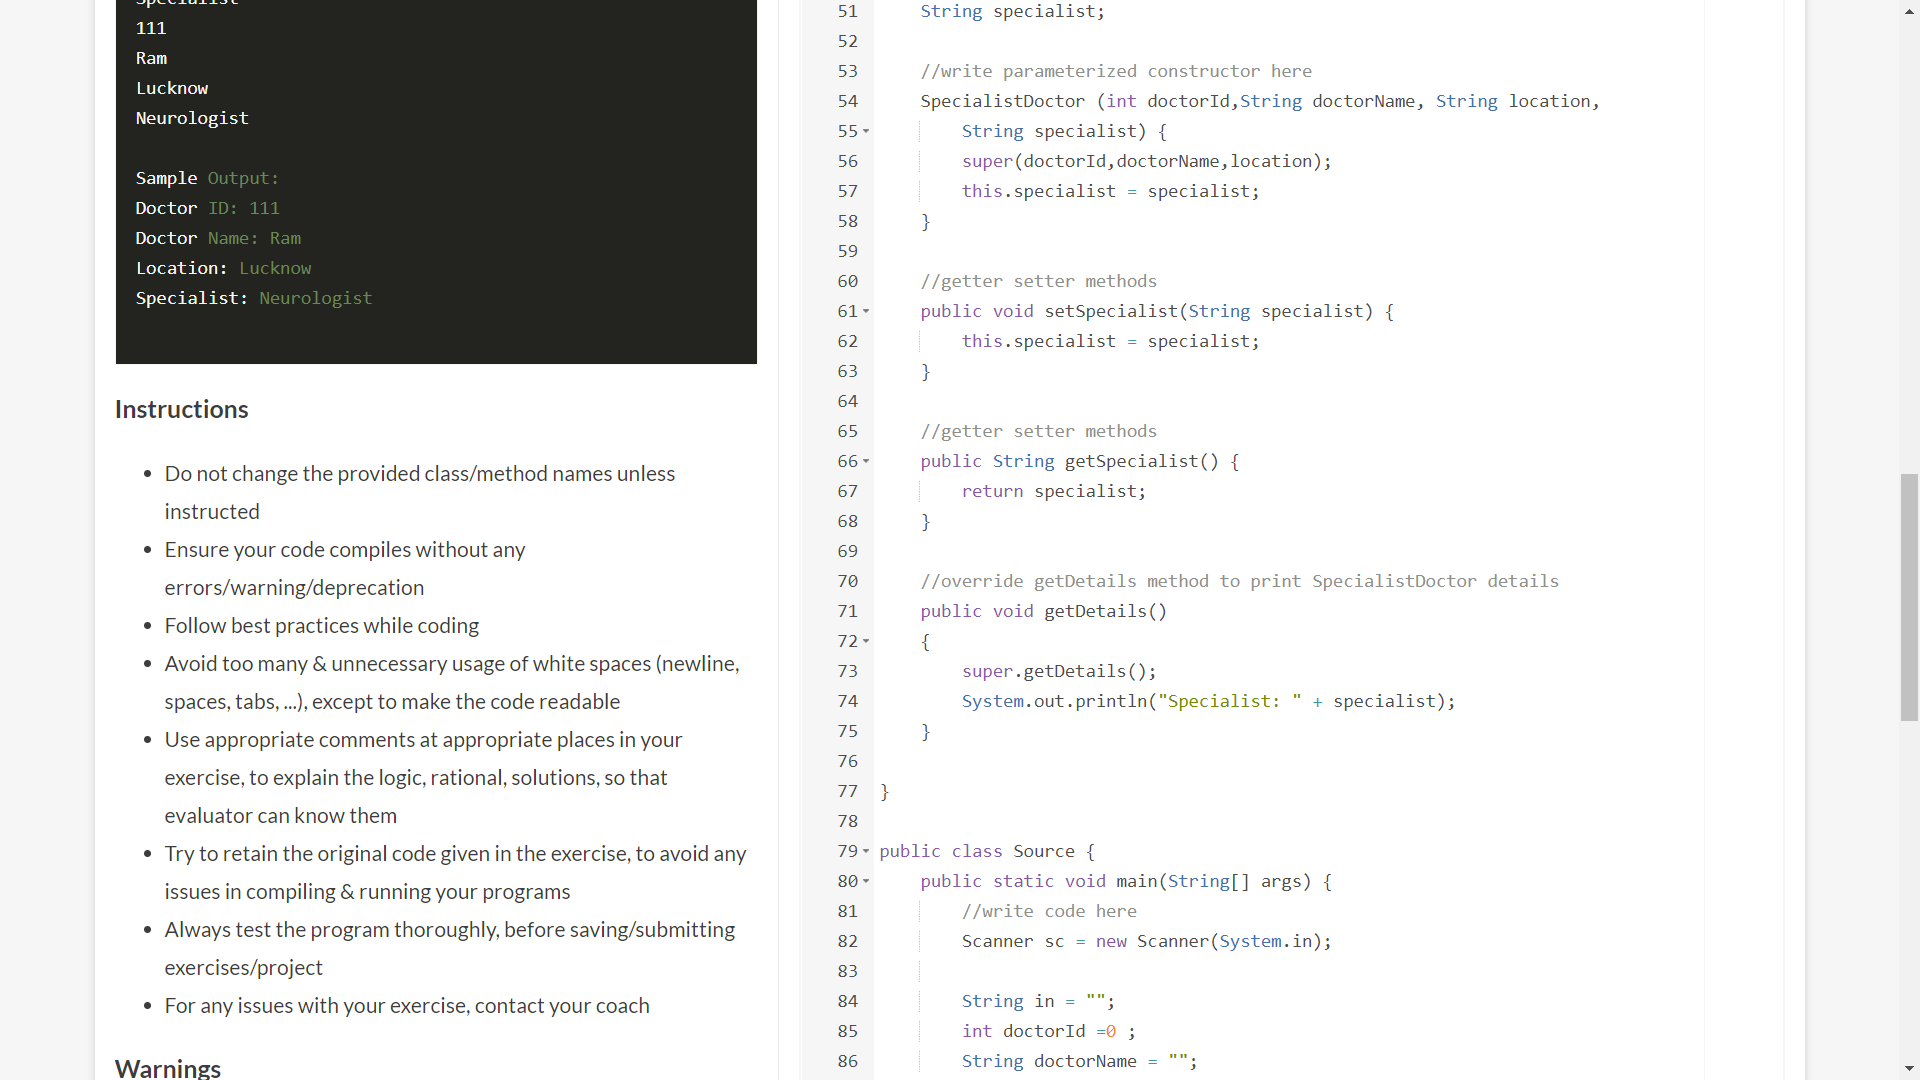 Specialist
111
Ram
Lucknow
Neurologist
Sample Output:
Doctor ID: 111
Doctor Name: Ram
Location: Lucknow
Specialist: Neurologist
Instructions
• Do not change the provided class/method names unless
instructed
• Ensure your code compiles without any
errors/warning/deprecation
• Follow best practices while coding
• Avoid too many & unnecessary usage of white spaces (newline,
spaces, tabs, ...), except to make the code readable
• Use appropriate comments at appropriate places in your
exercise, to explain the logic, rational, solutions, so that
evaluator can know them
• Try to retain the original code given in the exercise, to avoid any
issues in compiling & running your programs
• Always test the program thoroughly, before saving/submitting
exercises/project
• For any issues with your exercise, contact your coach
Warnings
51 String specialist;
52
53 //write parameterized constructor here
54 SpecialistDoctor (int doctorId,String doctorName, String location,
55 String specialist) {
56 super(doctorId,doctorName,location);
57 this.specialist = specialist;
58 }
59
60 //getter setter methods
61 public void setSpecialist(String specialist) {
62 this.specialist = specialist;
63 }
64
65 //getter setter methods
66 public String getSpecialist() {
67 return specialist;
68 }
69
70 //override getDetails method to print SpecialistDoctor details
71 public void getDetails()
72 {
73 super.getDetails();
74 System.out.println("Specialist: " + specialist);
75 }
76
77 }
78
79 public class Source {
80 public static void main(String[] args) {
81 //write code here
82 Scanner sc = new Scanner(System.in);
83
84 String in = "";
85 int doctorId =0 ;
86 String doctorName = "";